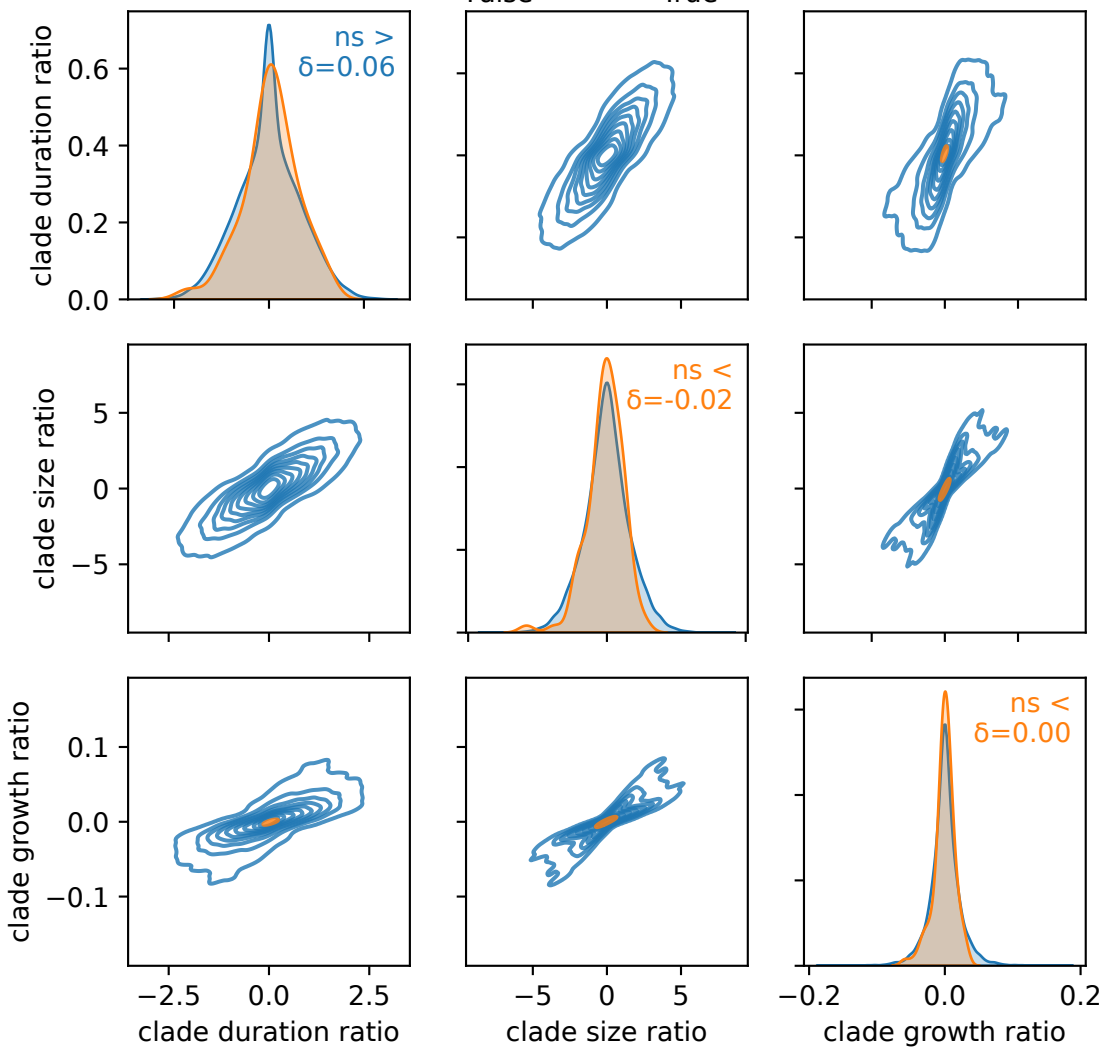 clade duration ratio
0.6
0.4
0.2
0.0
ns >
δ=0.06
−5
0
5
clade size ratio
5
0
−5
ns <
δ=-0.02
clade growth ratio
0.1
0.0
−0.1
ns <
δ=0.00
−2.5
0.0
2.5
−5
0
5
−0.2
0.0
0.2
clade duration ratio
clade size ratio
clade growth ratio